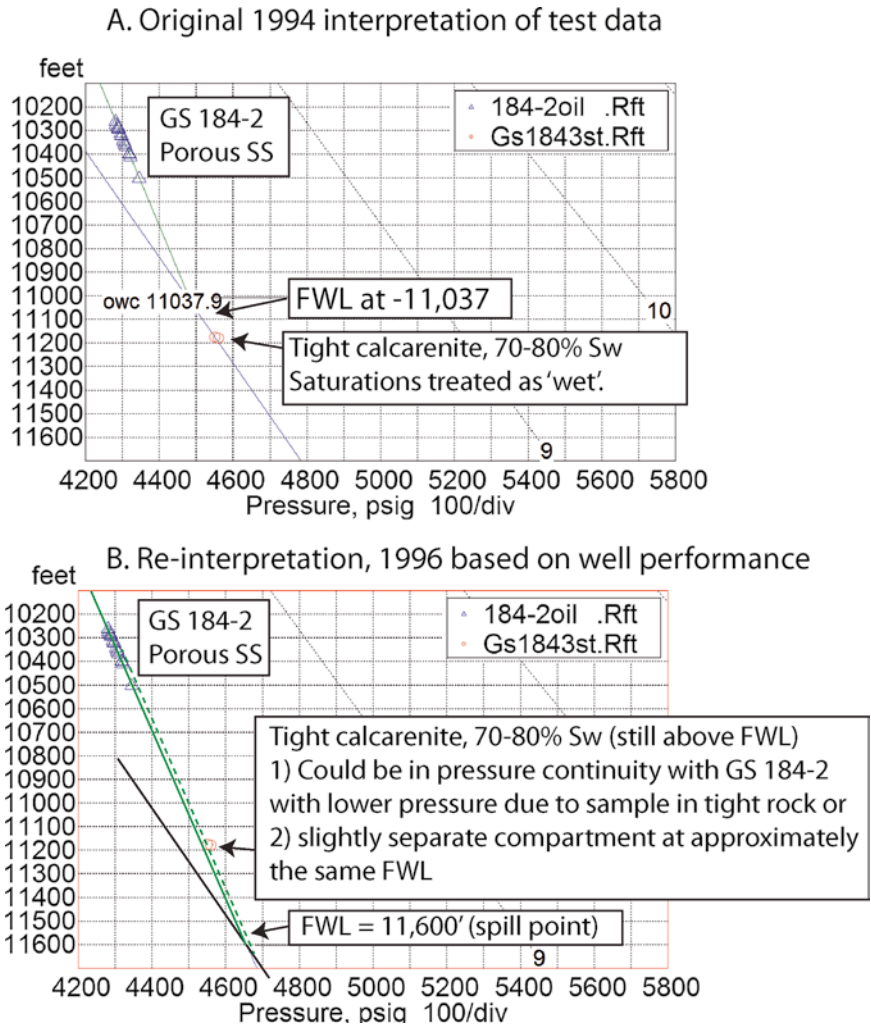 A. Original 1994 interpretation of test data
feet
10200
10300
10400
10500
10600
10700
10800
10900
11000
11100
11200
11300
11400
11500
11600
GS 184-2
Porous SS
184-2oil .Rft
Gs1843st.Rft
owc 11037.9
FWL at -11,037
10
Tight calcarenite, 70-80% Sw
Saturations treated as 'wet'.
9
4200 4400 4600 4800 5000 5200 5400 5600 5800
Pressure, psig 100/div
B. Re-interpretation, 1996 based on well performance
feet
10200
10300
10400
10500
10600
10700
10800
10900
11000
11100
11200
11300
11400
11500
11600
GS 184-2
Porous SS
184-2oil .Rft
Gs1843st.Rft
Tight calcarenite, 70-80% Sw (still above FWL)
1) Could be in pressure continuity with GS 184-2
with lower pressure due to sample in tight rock or
2) slightly separate compartment at approximately
the same FWL
FWL = 11,600' (spill point)
9
4200 4400 4600 4800 5000 5200 5400 5600 5800
Pressure, psig 100/div